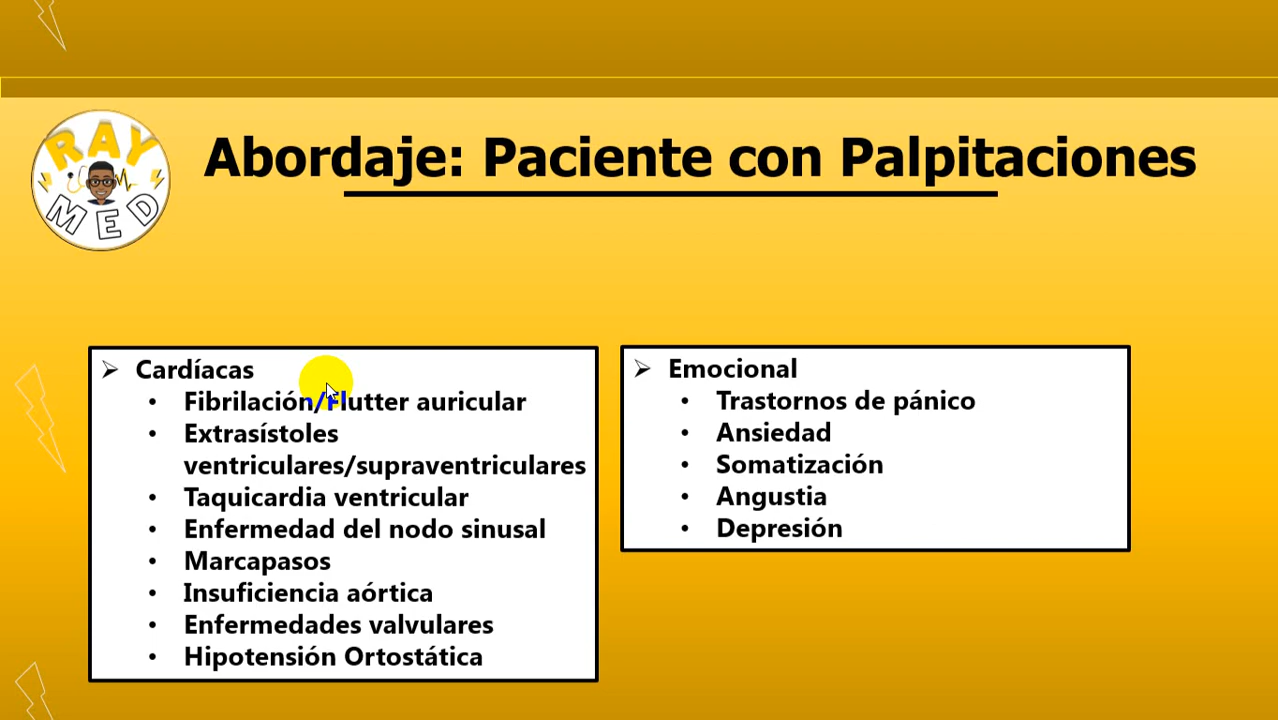 RAY
MED
Abordaje: Paciente con Palpitaciones
Cardíacas
Fibrilación/Flutter auricular
Extrasístoles
ventriculares/supraventriculares
Taquicardia ventricular
Enfermedad del nodo sinusal
Marcapasos
Insuficiencia aórtica
Enfermedades valvulares
Hipotensión Ortostática
Emocional
Trastornos de pánico
Ansiedad
Somatización
Angustia
Depresión